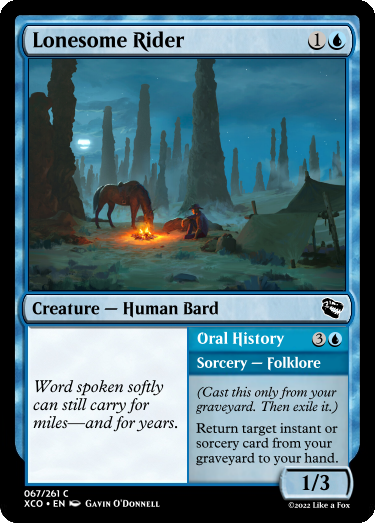 Lonesome Rider 1
Creature — Human Bard
Word spoken softly
can still carry for
miles—and for years.
Oral History 3
Sorcery — Folklore
(Cast this only from your
graveyard. Then exile it.)
Return target instant or
sorcery card from your
graveyard to your hand.
1/3
067/261 C
XCO • EN Gavin O'Donnell
©2022 Like a Fox